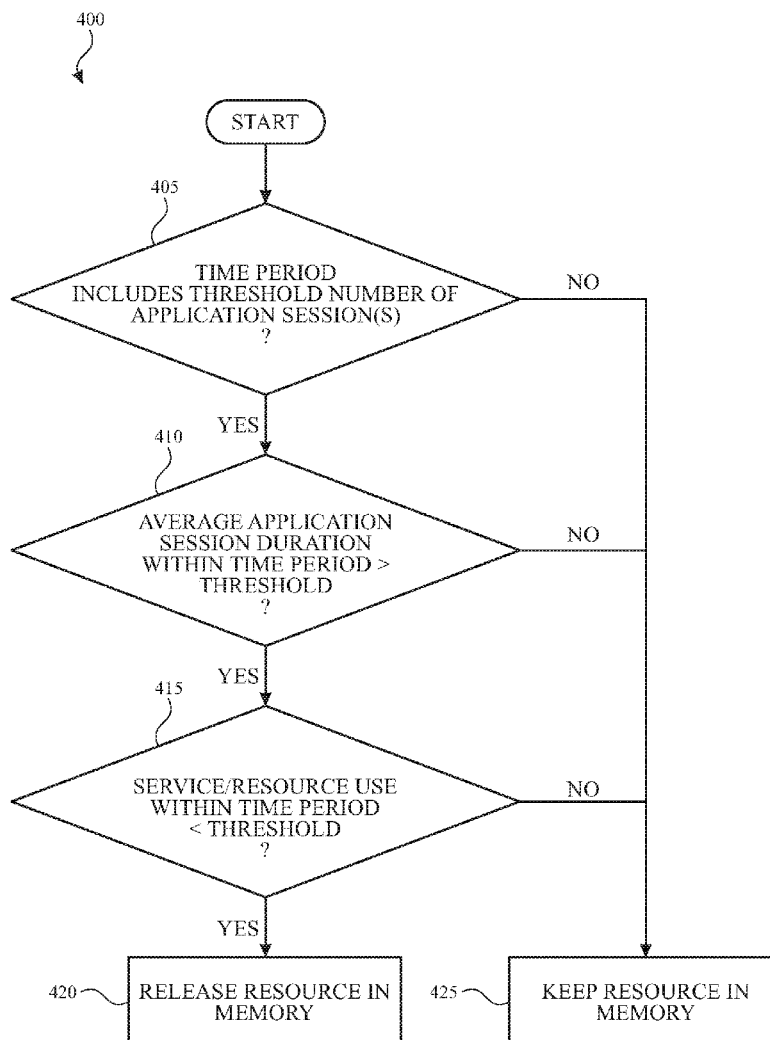 400
START
405
TIME PERIOD
INCLUDES THRESHOLD NUMBER OF
APPLICATION SESSION(S)
?
NO
YES
410
AVERAGE APPLICATION
SESSION DURATION
WITHIN TIME PERIOD >
THRESHOLD
?
NO
YES
415
SERVICE/RESOURCE USE
WITHIN TIME PERIOD
< THRESHOLD
?
NO
YES
420
RELEASE RESOURCE IN
MEMORY
425
KEEP RESOURCE IN
MEMORY